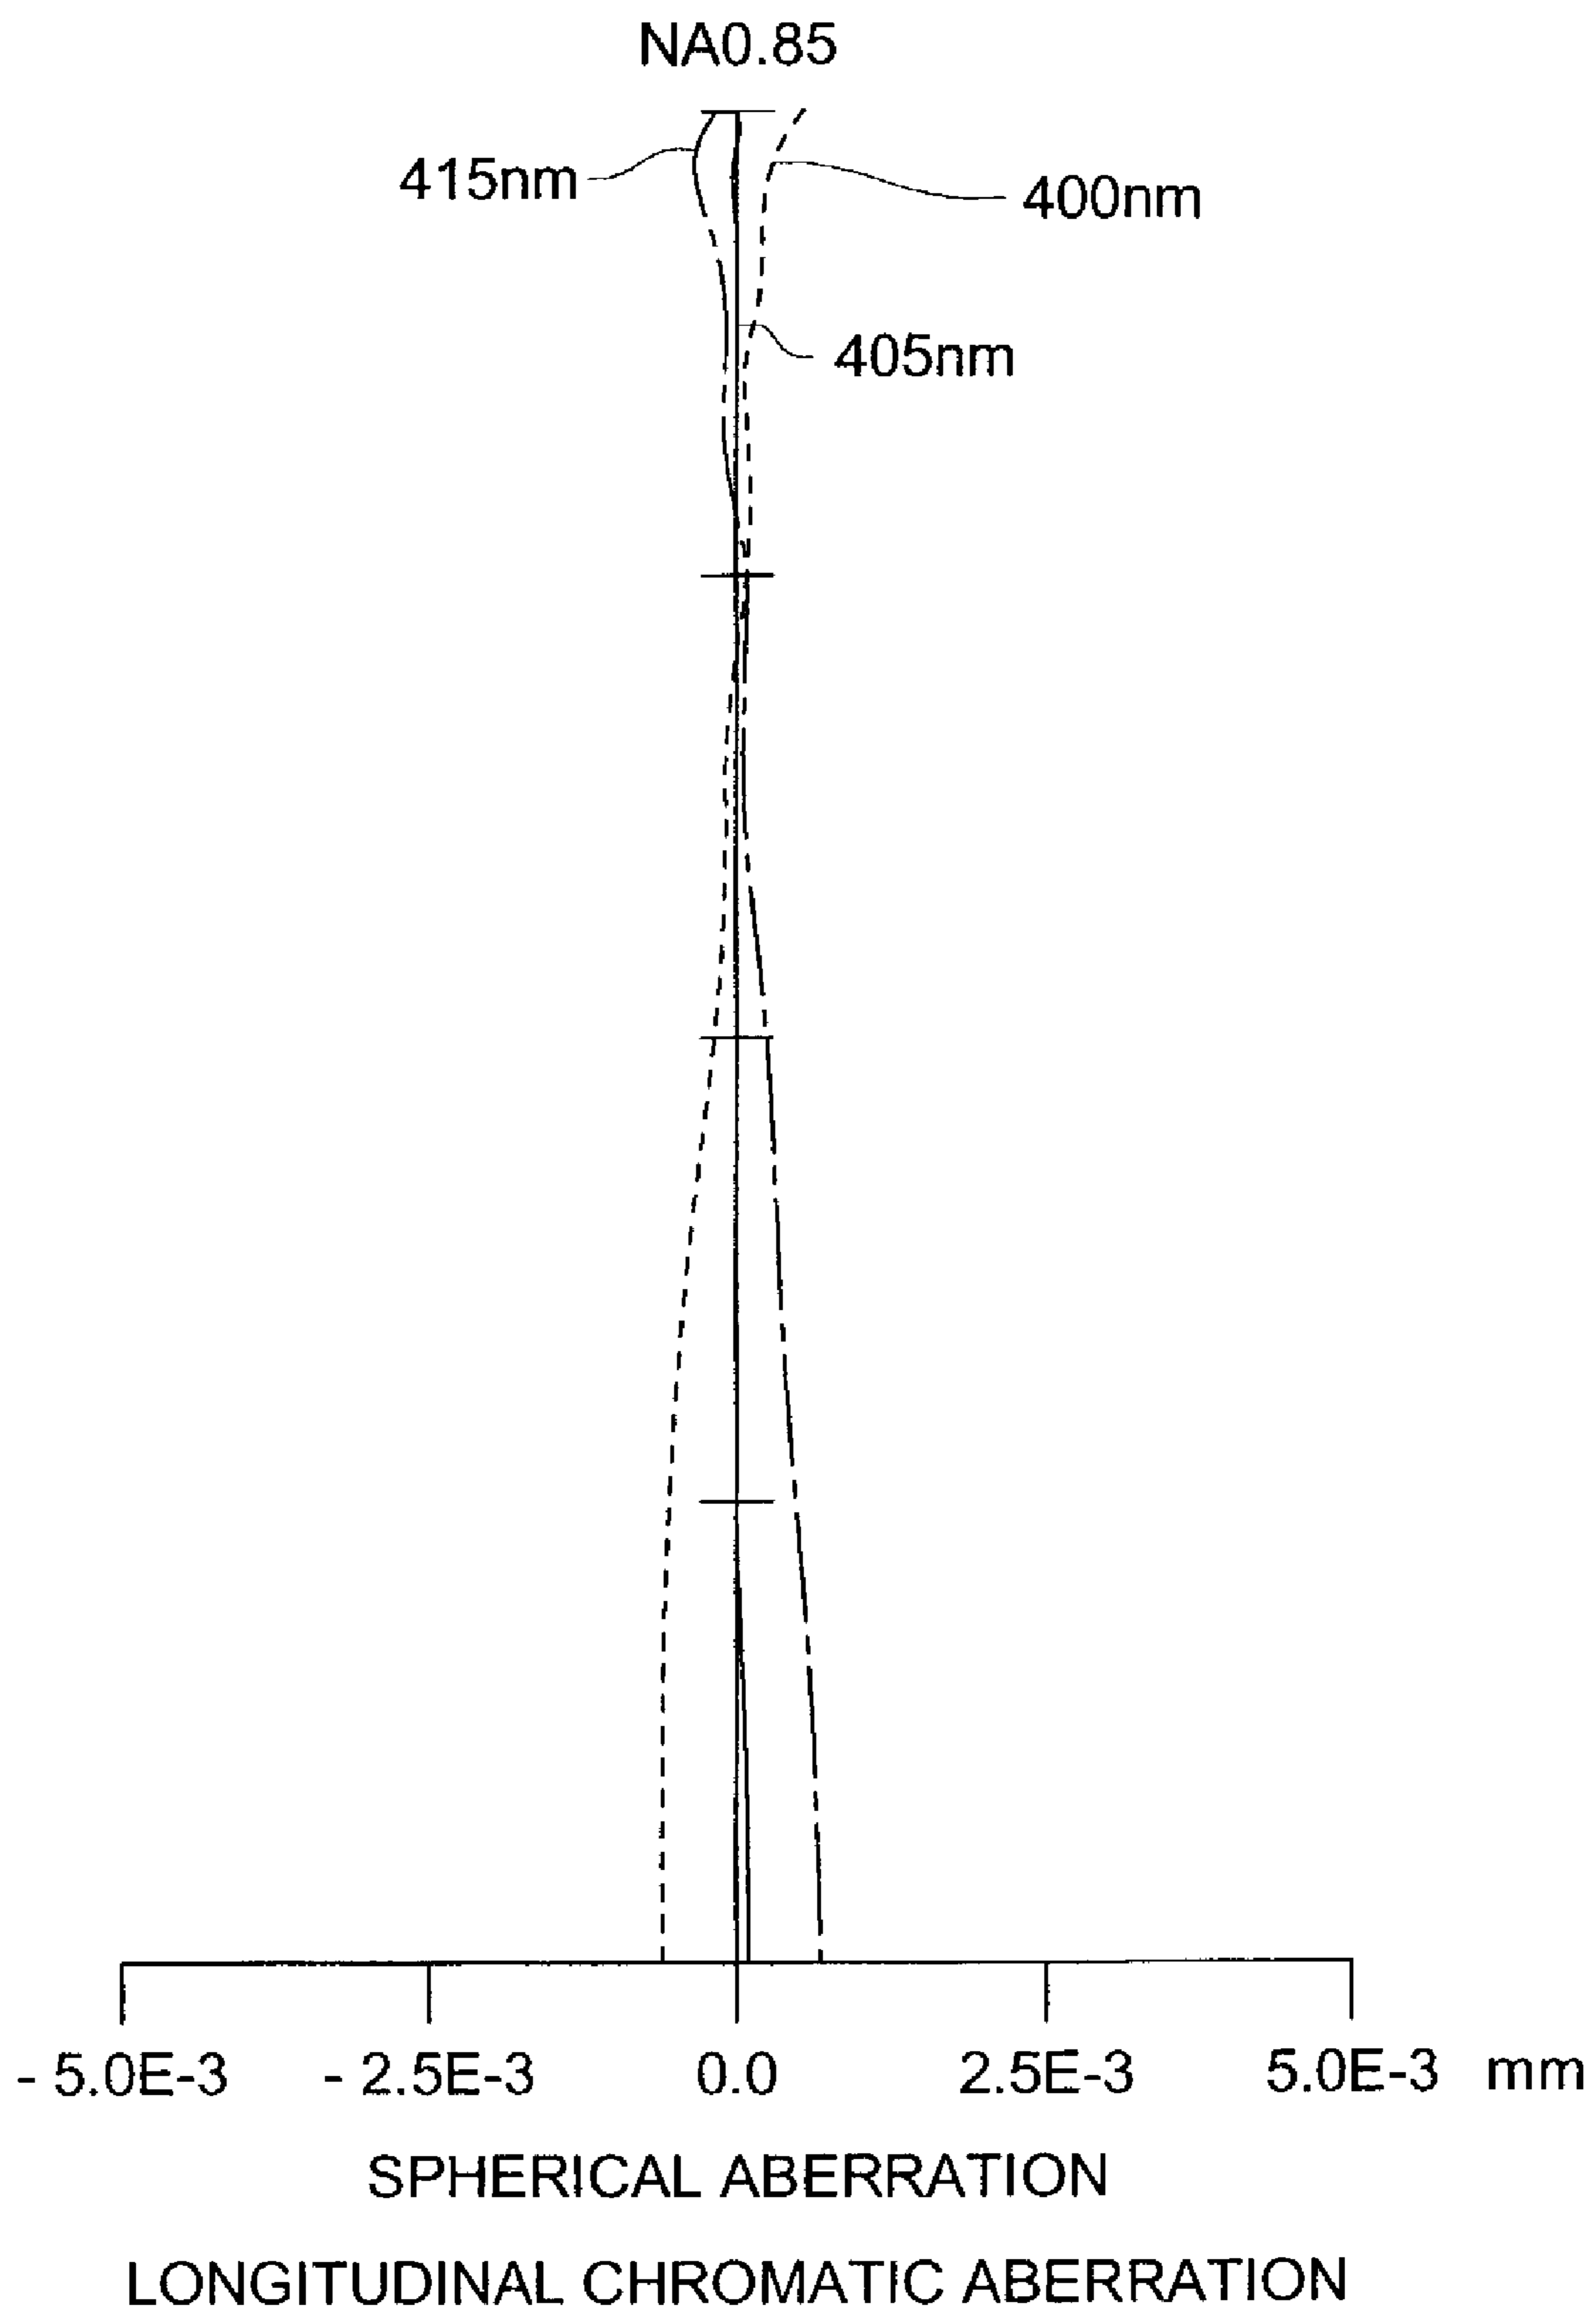 NA0.85
415nm
400nm
405nm
- 5.0E-3 - 2.5E-3 0.0 2.5E-3 5.0E-3 mm
SPHERICAL ABERRATION
LONGITUDINAL CHROMATIC ABERRATION